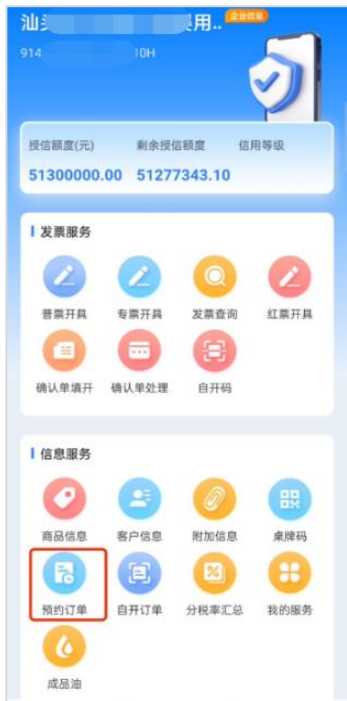 汕 用..
企业信息
914 10H
授信额度(元) 剩余授信额度 信用等级
51300000.00 51277343.10
发票服务
普票开具 专票开具 发票查询 红票开具
确认单填开 确认单处理 自开码
信息服务
商品信息 客户信息 附加信息 桌牌码
预约订单 自开订单 分税率汇总 我的服务
成品油